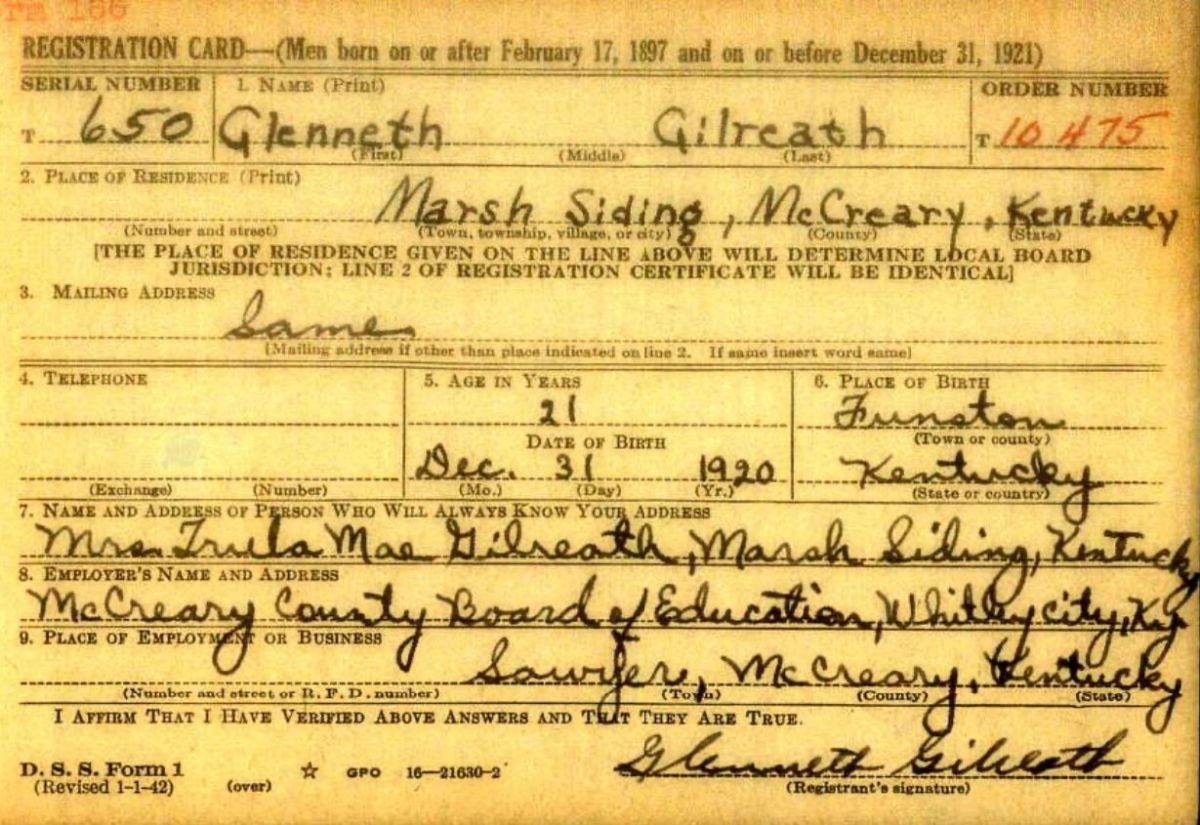 REGISTRATION CARD—(Men born on or after February 17, 1897 and on or before December 31, 1921)
SERIAL NUMBER 1. NAME (Print) ORDER NUMBER
T 650 Glenneth Gilreath T 10475
(First) (Middle) (Last)
2. PLACE OF RESIDENCE (Print)
Marsh Siding, McCreary, Kentucky
(Number and street) (Town, township, village, or city) (County) (State)
[THE PLACE OF RESIDENCE GIVEN ON THE LINE ABOVE WILL DETERMINE LOCAL BOARD
JURISDICTION; LINE 2 OF REGISTRATION CERTIFICATE WILL BE IDENTICAL]
3. MAILING ADDRESS
Same
[Mailing address if other than place indicated on line 2. If same insert word same]
4. TELEPHONE 5. AGE IN YEARS 6. PLACE OF BIRTH
21 Funston
DATE OF BIRTH (Town or county)
Dec. 31 1920 Kentucky
(Exchange) (Number) (Mo.) (Day) (Yr.) (State or country)
7. NAME AND ADDRESS OF PERSON WHO WILL ALWAYS KNOW YOUR ADDRESS
Mrs. Trula Mae Gilreath, Marsh Siding, Kentucky
8. EMPLOYER'S NAME AND ADDRESS
McCreary County Board of Education, Whitley city, Ky
9. PLACE OF EMPLOYMENT OR BUSINESS
Sawyer, McCreary, Kentucky
(Number and street or R. F. D. number) (Town) (County) (State)
I AFFIRM THAT I HAVE VERIFIED ABOVE ANSWERS AND THAT THEY ARE TRUE.
Glenneth Gilreath
D. S. S. Form 1 ☆ GPO 16—21630-2
(Revised 1-1-42) (over) (Registrant's signature)